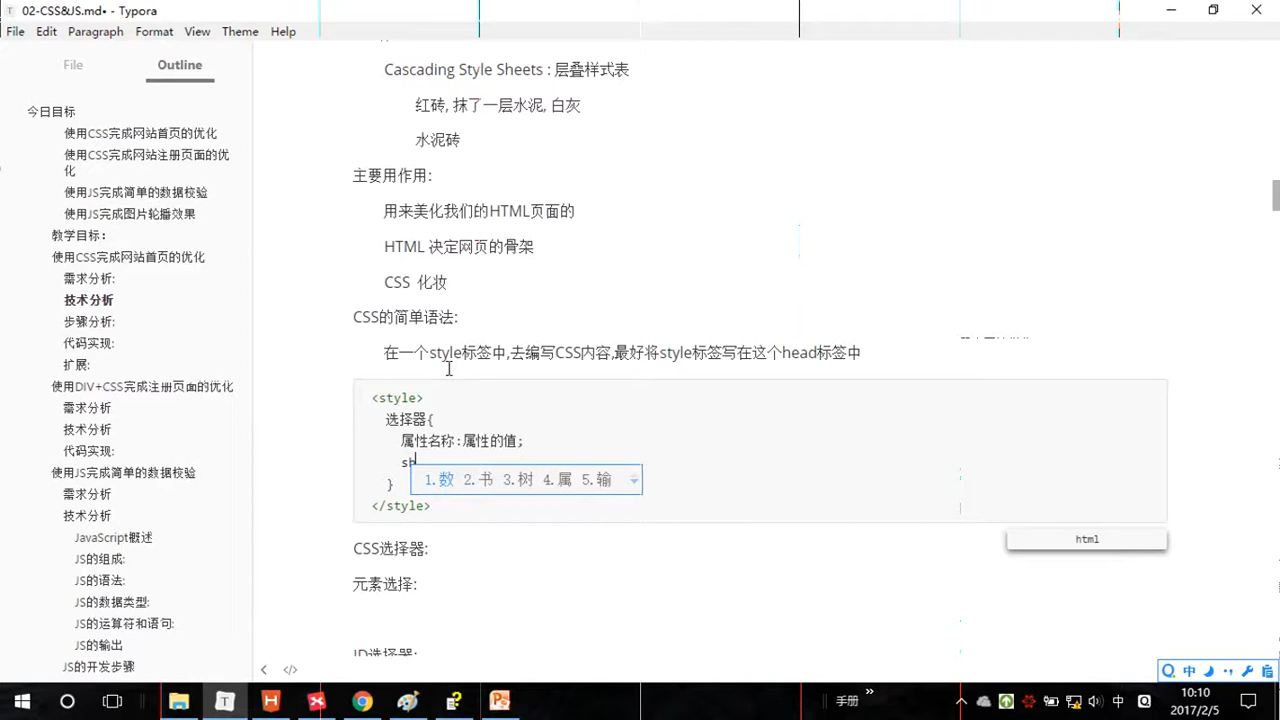 02-CSS&JS.md• - Typora
File Edit Paragraph Format View Theme Help
File Outline
今日目标
使用CSS完成网站首页的优化
使用CSS完成网站注册页面的优
化
使用JS完成简单的数据校验
使用JS完成图片轮播效果
教学目标:
使用CSS完成网站首页的优化
需求分析:
技术分析
步骤分析:
代码实现:
扩展:
使用DIV+CSS完成注册页面的优化
需求分析
技术分析
代码实现:
使用JS完成简单的数据校验
需求分析
技术分析
JavaScript概述
JS的组成:
JS的语法:
JS的数据类型:
JS的运算符和语句:
JS的输出
JS的开发步骤
Cascading Style Sheets : 层叠样式表
红砖, 抹了一层水泥, 白灰
水泥砖
主要用作用:
用来美化我们的HTML页面的
HTML 决定网页的骨架
CSS 化妆
CSS的简单语法:
在一个style标签中,去编写CSS内容,最好将style标签写在这个head标签中
<style>
选择器{
属性名称:属性的值;
sh
1.数 2.书 3.树 4.属 5.输
}
</style>
html
CSS选择器:
元素选择:
ID选择器:
中
手册 »
中
10:10
2017/2/5